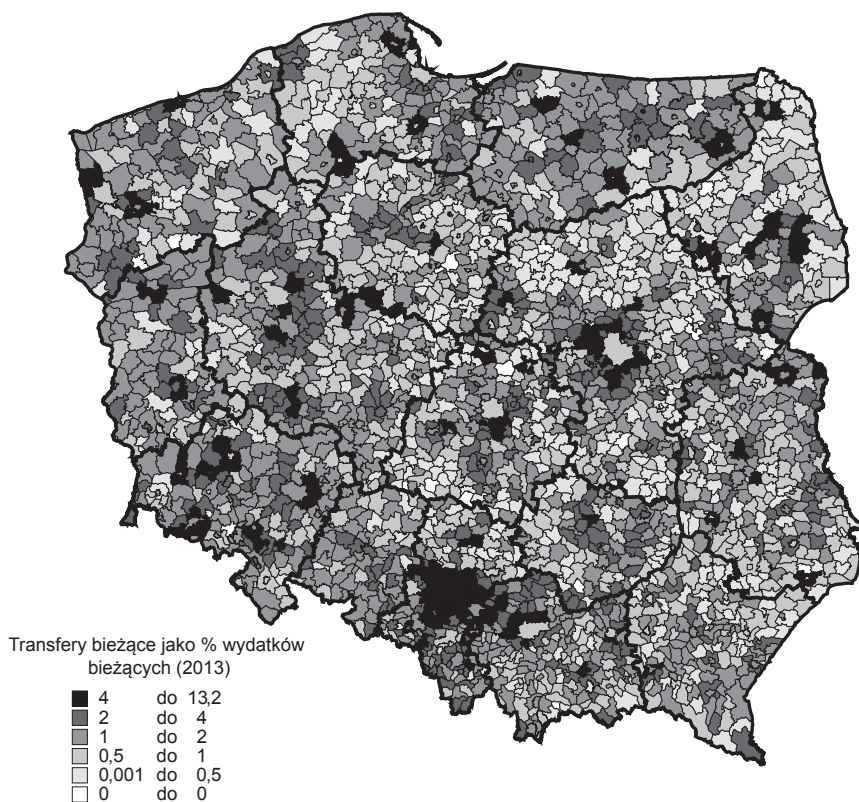 Transfery bieżące jako % wydatków
bieżących (2013)
4 do 13,2
2 do 4
1 do 2
0,5 do 1
0,001 do 0,5
0 do 0